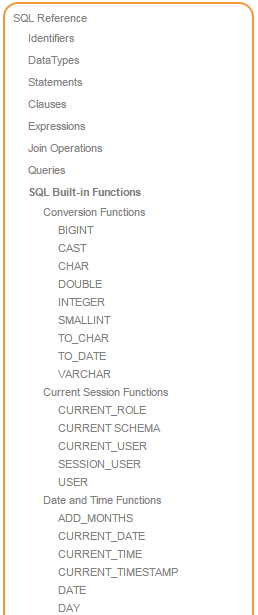 SQL Reference
Identifiers
DataTypes
Statements
Clauses
Expressions
Join Operations
Queries
SQL Built-in Functions
Conversion Functions
BIGINT
CAST
CHAR
DOUBLE
INTEGER
SMALLINT
TO_CHAR
TO_DATE
VARCHAR
Current Session Functions
CURRENT_ROLE
CURRENT SCHEMA
CURRENT_USER
SESSION_USER
USER
Date and Time Functions
ADD_MONTHS
CURRENT_DATE
CURRENT_TIME
CURRENT_TIMESTAMP
DATE
DAY